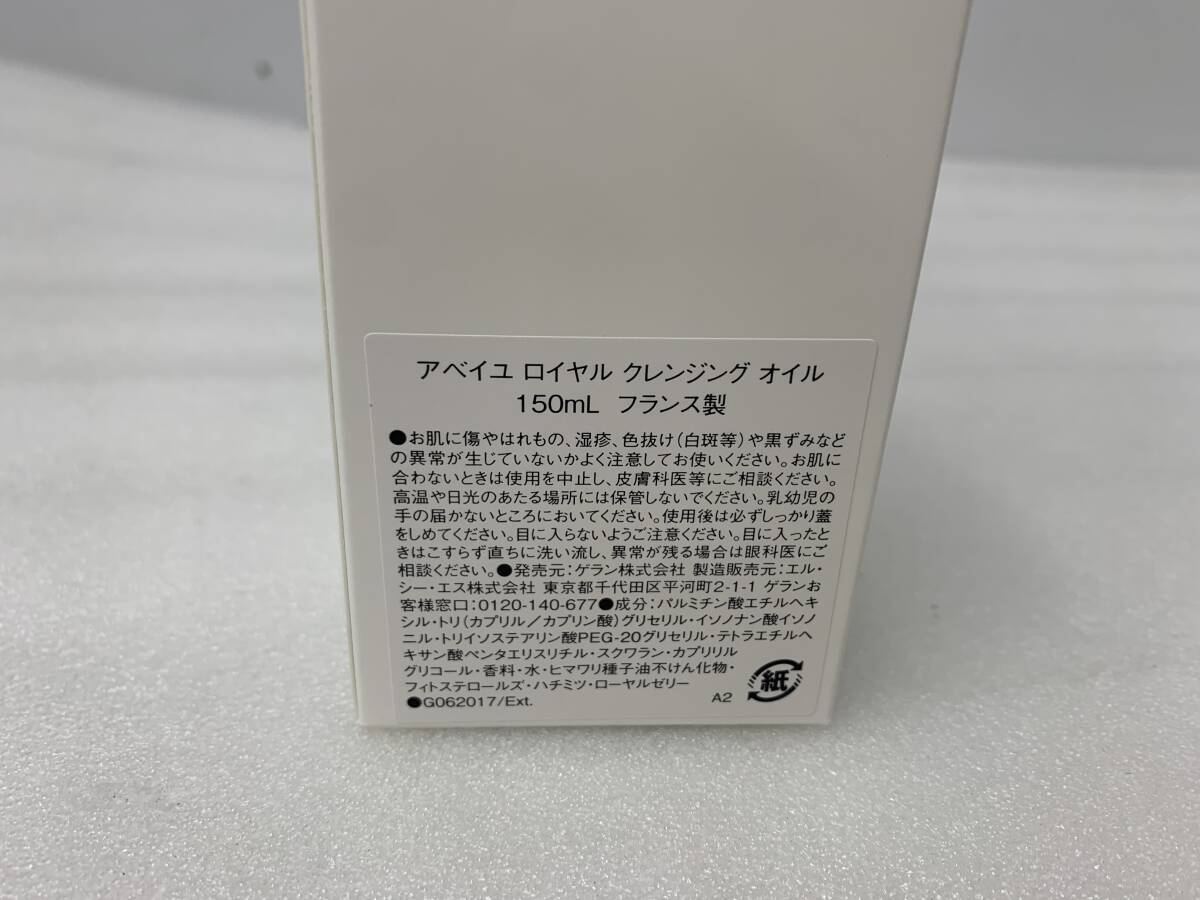 アベイユ ロイヤル クレンジング オイル
150mL フランス製
●お肌に傷やはれもの、湿疹、色抜け(白斑等)や黒ずみなど
の異常が生じていないかよく注意してお使いください。お肌に
合わないときは使用を中止し、皮膚科医等にご相談ください。
高温や日光のあたる場所には保管しないでください。乳幼児の
手の届かないところにおいてください。使用後は必ずしっかり蓋
をしめてください。目に入らないようご注意ください。目に入ったと
きはこすらず直ちに洗い流し、異常が残る場合は眼科医にご
相談ください。●発売元:ゲラン株式会社 製造販売元:エル・
シー・エス株式会社 東京都千代田区平河町2-1-1 ゲランお
客様窓口:0120-140-677●成分:パルミチン酸エチルヘキ
シル・トリ(カプリル/カプリン酸)グリセリル・イソノナン酸イソノ
ニル・トリイソステアリン酸PEG-20グリセリル・テトラエチルヘ
キサン酸ペンタエリスリチル・スクワラン・カプリリル
グリコール・香料・水・ヒマワリ種子油不けん化物・
フィトステロールズ・ハチミツ・ローヤルゼリー
●G062017/Ext.
A2
紙